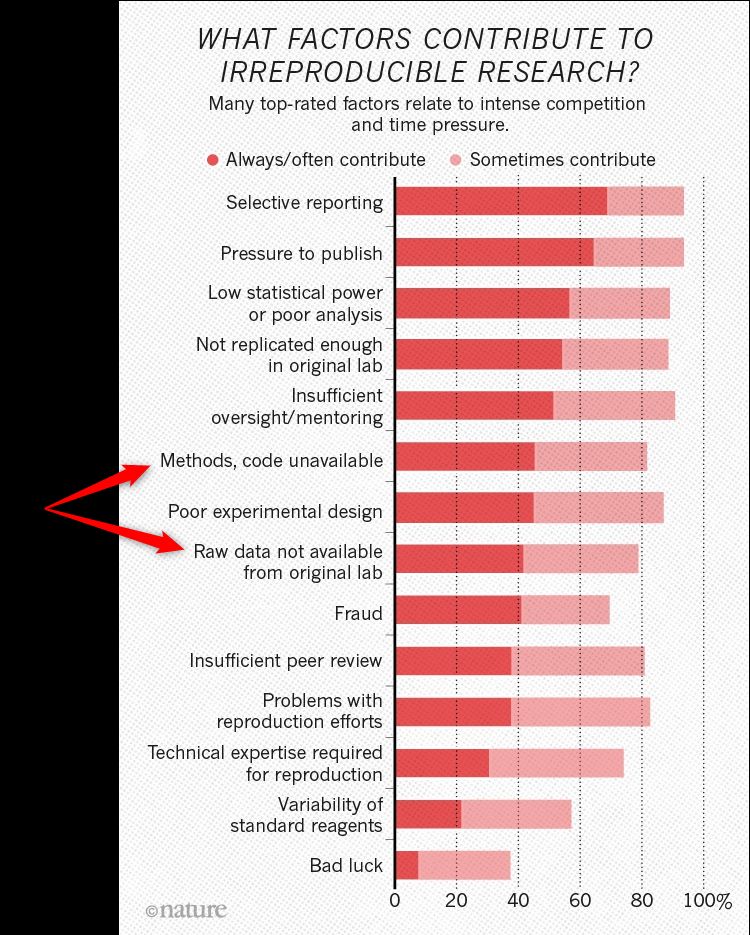 WHAT FACTORS CONTRIBUTE TO
IRREPRODUCIBLE RESEARCH?
Many top-rated factors relate to intense competition
and time pressure.
Always/often contribute Sometimes contribute
Selective reporting
Pressure to publish
Low statistical power
or poor analysis
Not replicated enough
in original lab
Insufficient
oversight/mentoring
Methods, code unavailable
Poor experimental design
Raw data not available
from original lab
Fraud
Insufficient peer review
Problems with
reproduction efforts
Technical expertise required
for reproduction
Variability of
standard reagents
Bad luck
0 20 40 60 80 100%
©nature